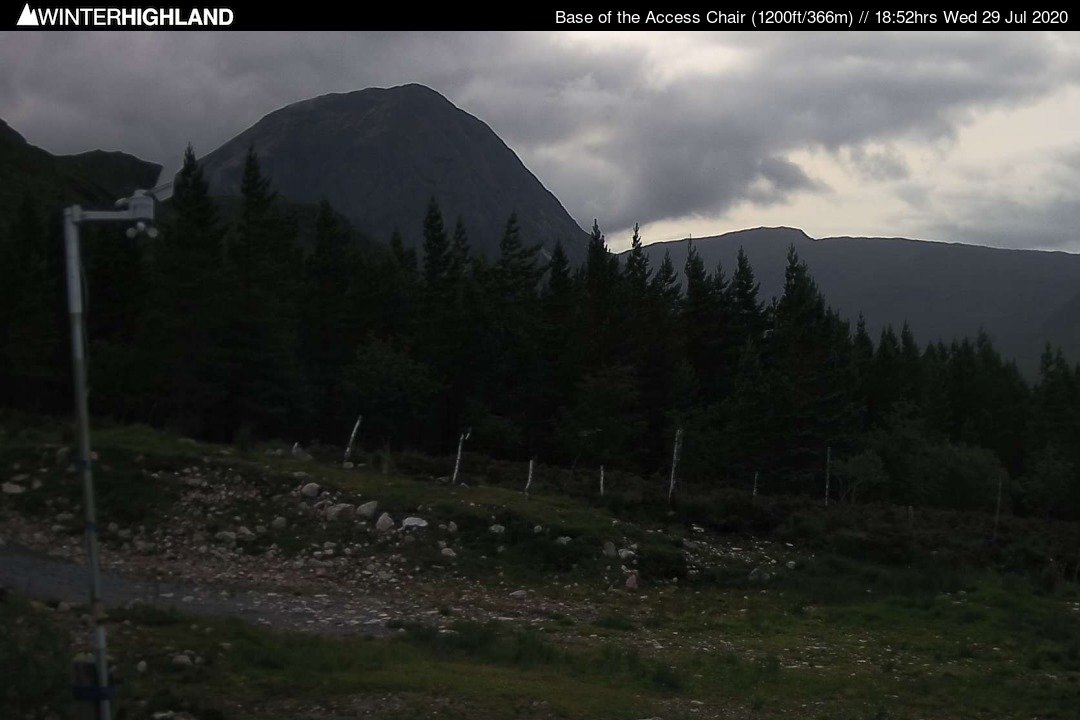 WINTERHIGHLAND
Base of the Access Chair (1200ft/366m) // 18:52hrs Wed 29 Jul 2020